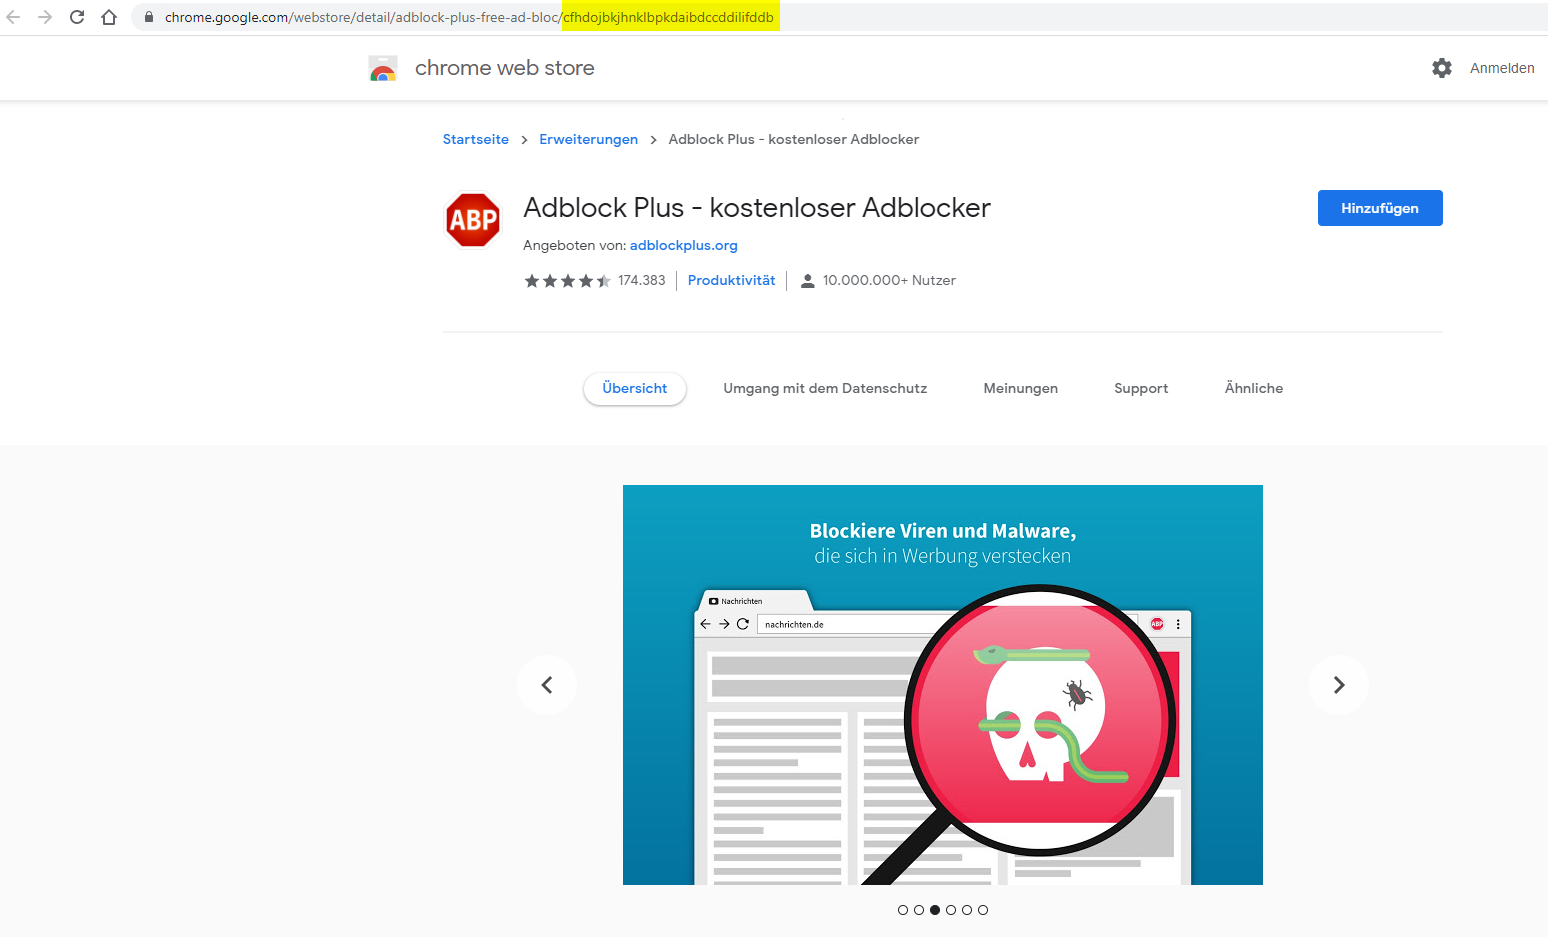 chrome.google.com/webstore/detail/adblock-plus-free-ad-bloc/cfhdojbkjhnklbpkdaibdccddilifddb
chrome web store
Anmelden
Startseite > Erweiterungen > Adblock Plus - kostenloser Adblocker
ABP
Adblock Plus - kostenloser Adblocker
Hinzufügen
Angeboten von: adblockplus.org
174.383 Produktivität 10.000.000+ Nutzer
Übersicht Umgang mit dem Datenschutz Meinungen Support Ähnliche
Blockiere Viren und Malware,
die sich in Werbung verstecken
Nachrichten
nachrichten.de
ABP